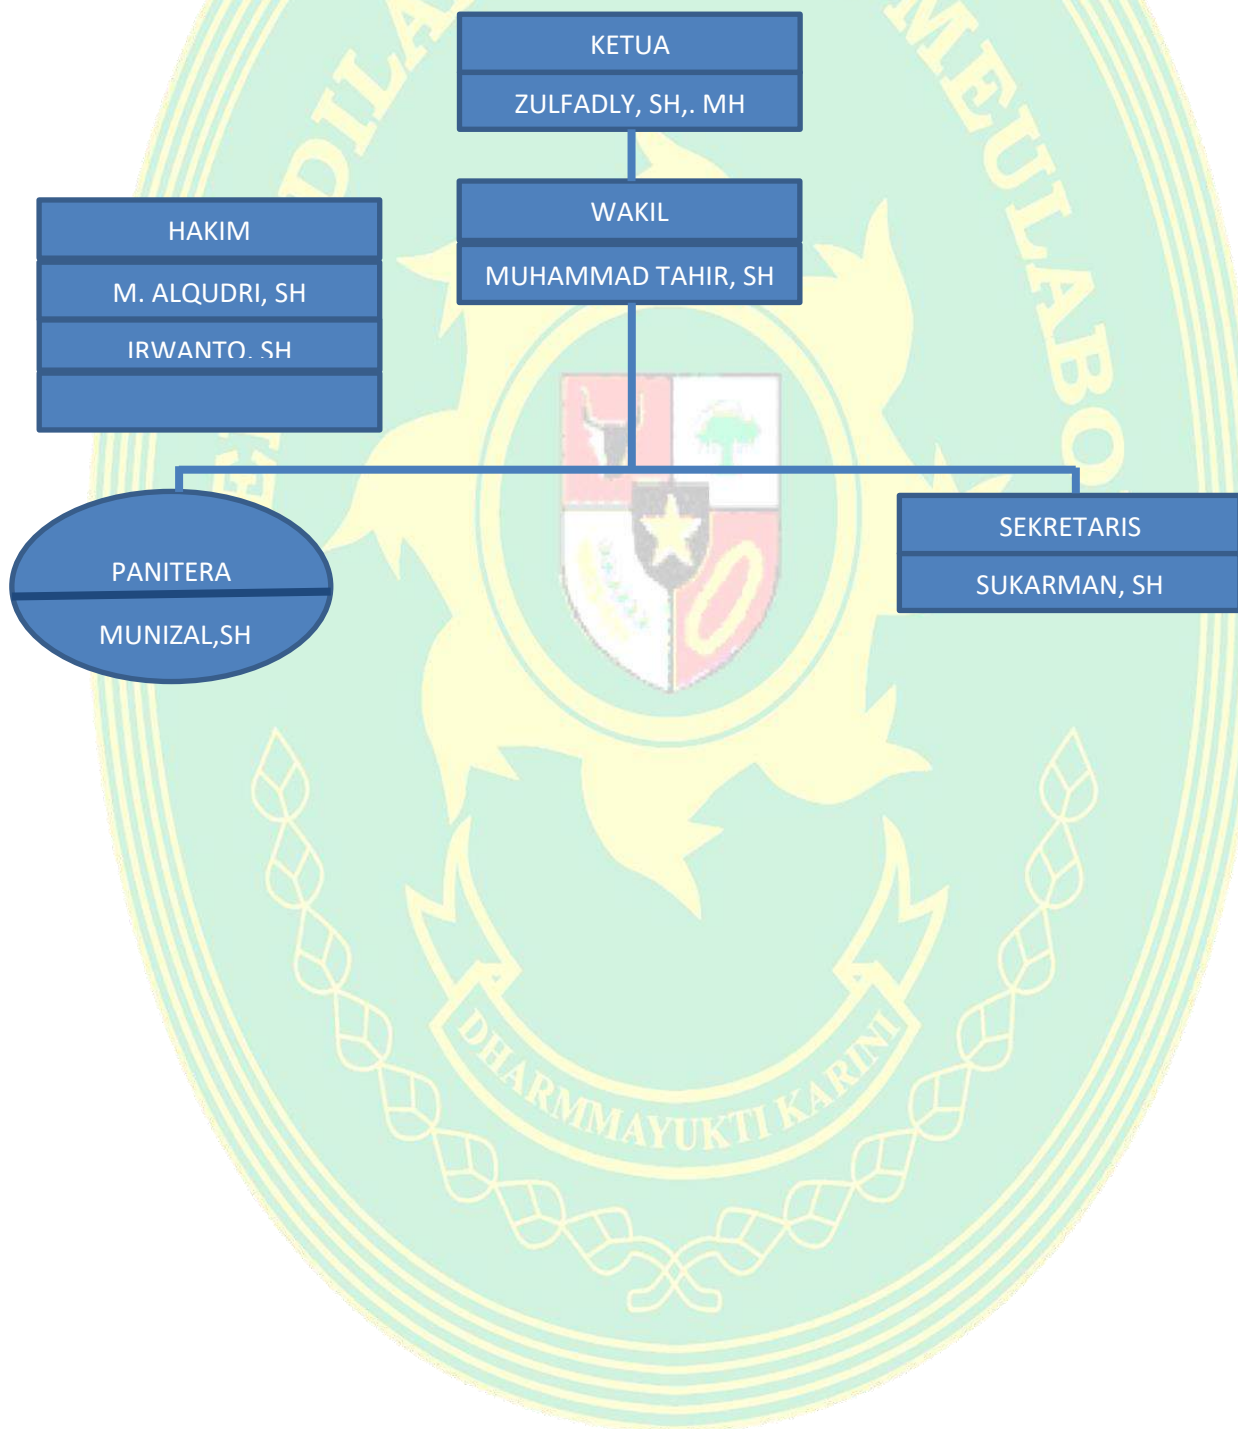 KETUA
ZULFADLY, SH,. MH
WAKIL
MUHAMMAD TAHIR, SH
HAKIM
M. ALQUDRI, SH
IRWANTO, SH
PANITERA
MUNIZAL,SH
SEKRETARIS
SUKARMAN, SH
MEULABO
DHARMMAYUKTI KARINI